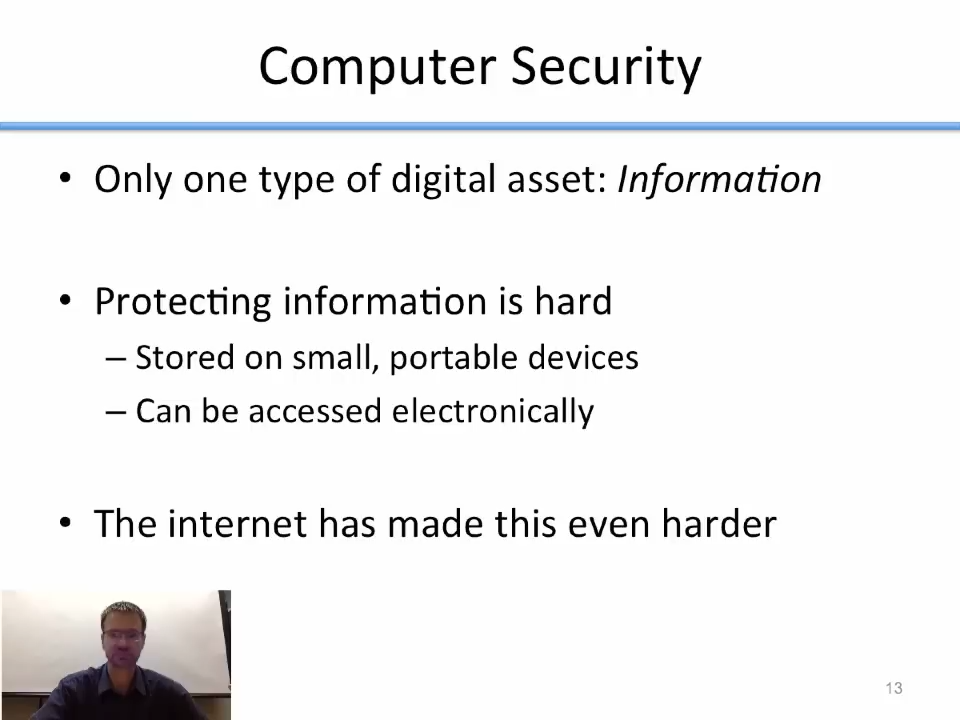 Computer Security
• Only one type of digital asset: Information
• Protecting information is hard
– Stored on small, portable devices
– Can be accessed electronically
• The internet has made this even harder
13